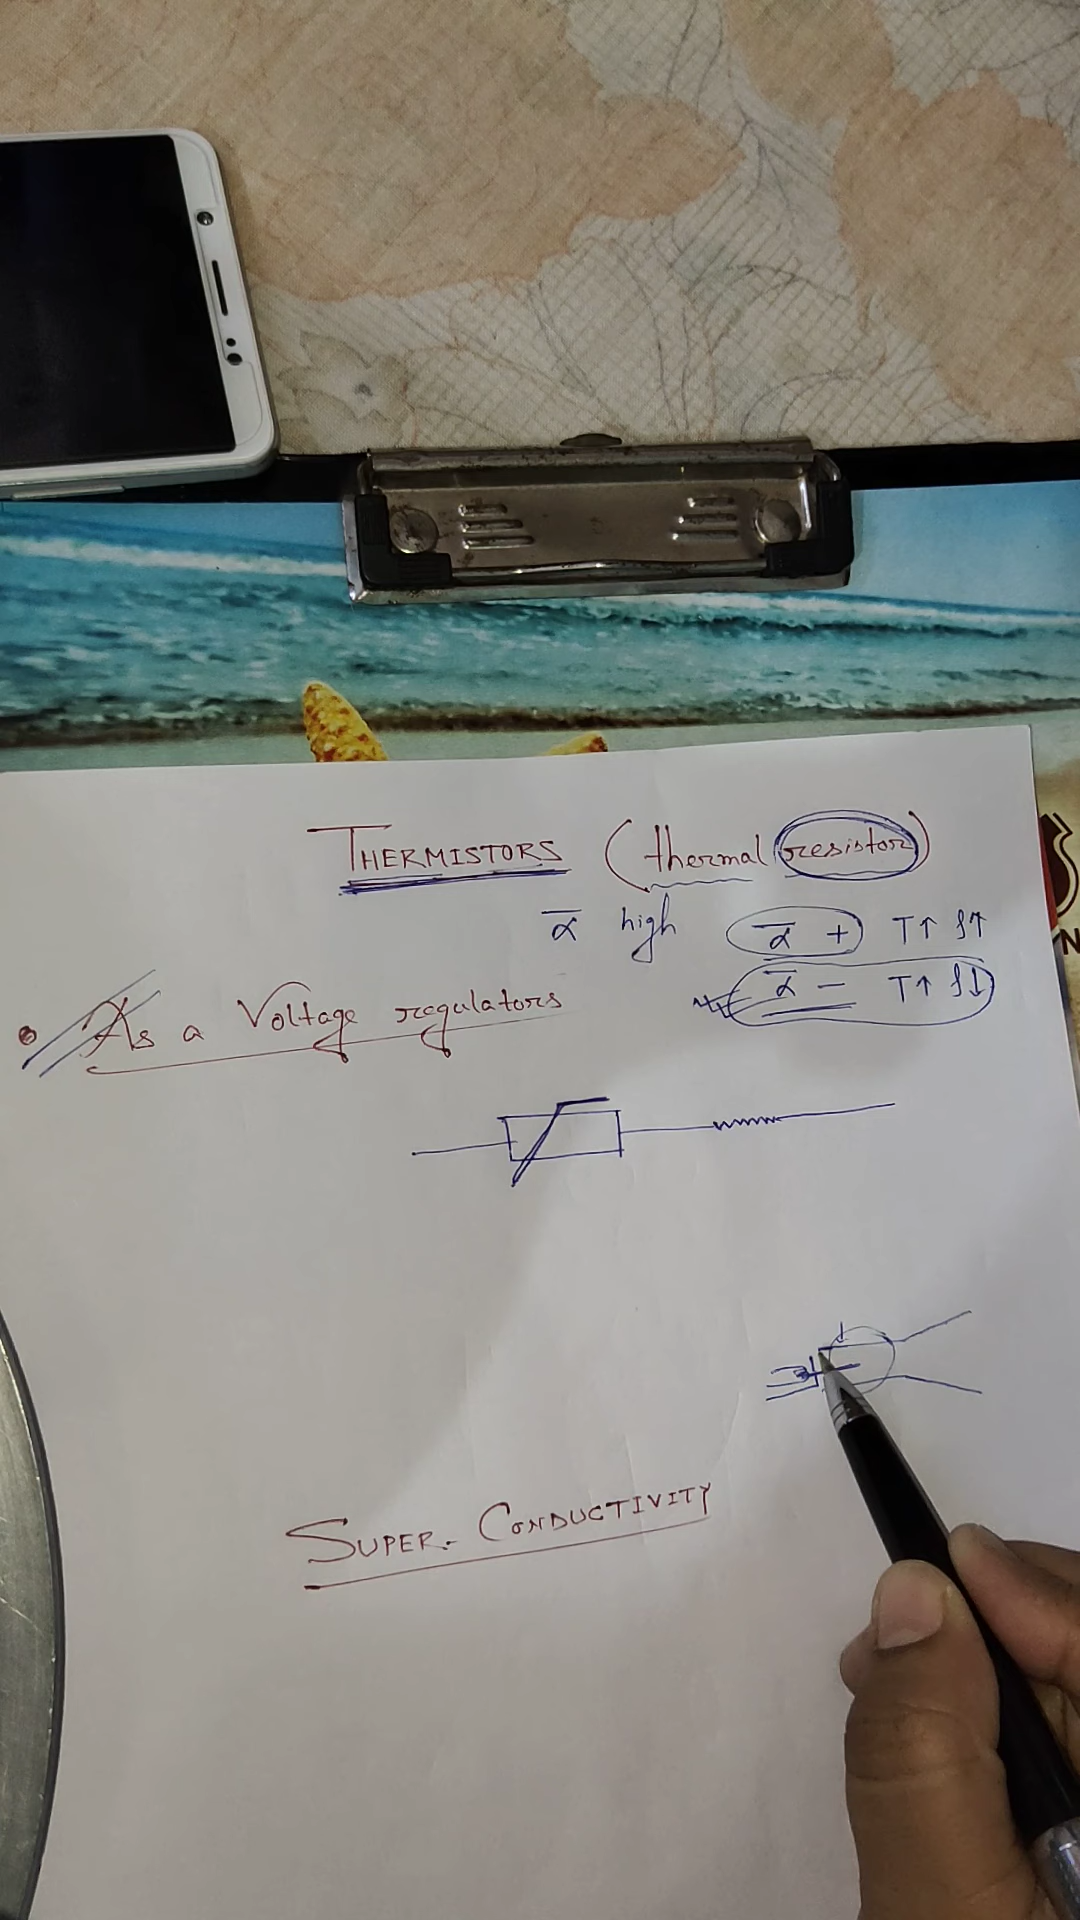 THERMISTORS (thermal resistor)
ᾱ high
ᾱ + T↑ ρ↑
ᾱ − T↑ ρ↓
• As a Voltage regulators
SUPER-CONDUCTIVITY